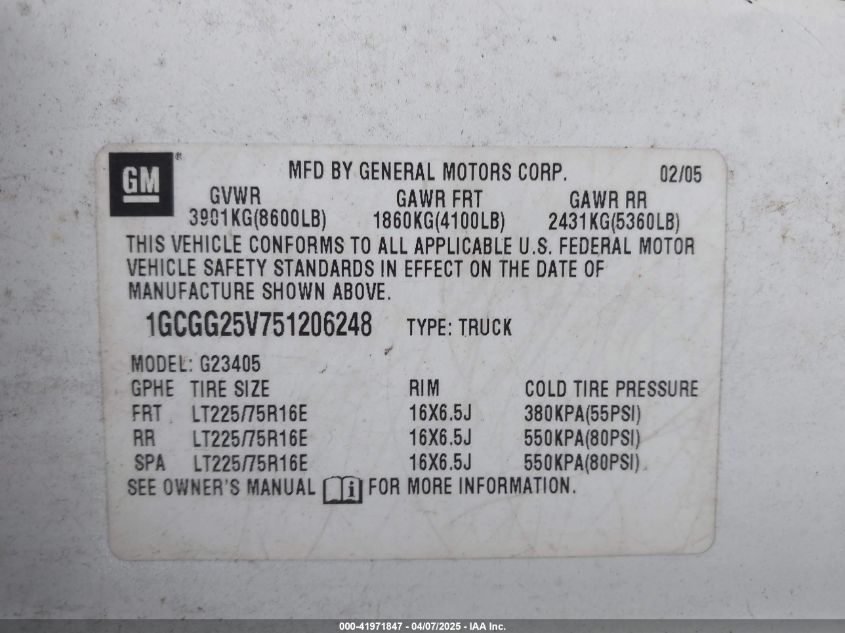 GM®
MFD BY GENERAL MOTORS CORP. 02/05
GVWR GAWR FRT GAWR RR
3901KG(8600LB) 1860KG(4100LB) 2431KG(5360LB)
THIS VEHICLE CONFORMS TO ALL APPLICABLE U.S. FEDERAL MOTOR
VEHICLE SAFETY STANDARDS IN EFFECT ON THE DATE OF
MANUFACTURE SHOWN ABOVE.
1GCGG25V751206248 TYPE: TRUCK
MODEL: G23405
GPHE TIRE SIZE RIM COLD TIRE PRESSURE
FRT LT225/75R16E 16X6.5J 380KPA(55PSI)
RR LT225/75R16E 16X6.5J 550KPA(80PSI)
SPA LT225/75R16E 16X6.5J 550KPA(80PSI)
SEE OWNER'S MANUAL i FOR MORE INFORMATION.
000-41971847 - 04/07/2025 - IAA Inc.